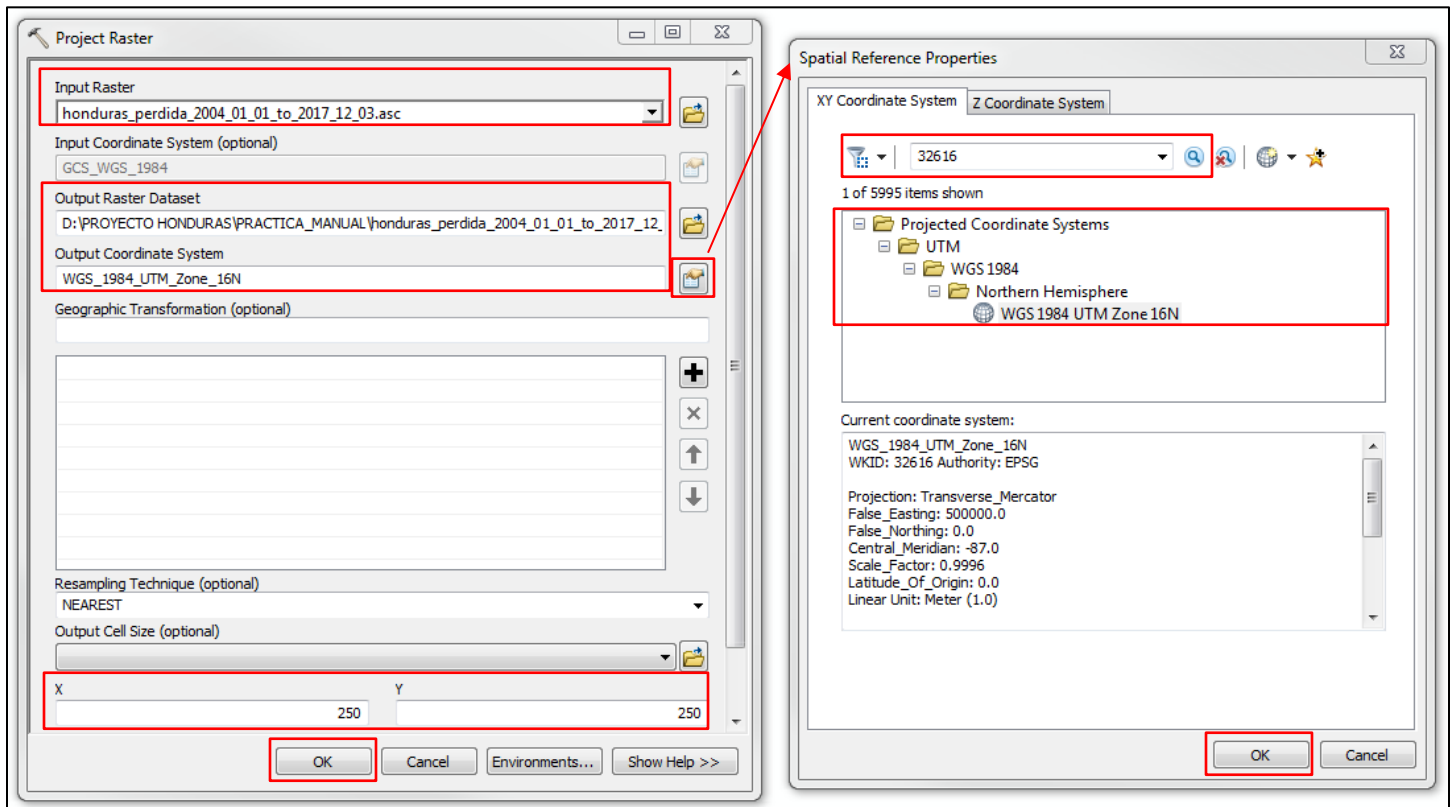 Project Raster
Input Raster
honduras_perdida_2004_01_01_to_2017_12_03.asc
Input Coordinate System (optional)
GCS_WGS_1984
Output Raster Dataset
D:\PROYECTO HONDURAS\PRACTICA_MANUAL\honduras_perdida_2004_01_01_to_2017_12_
Output Coordinate System
WGS_1984_UTM_Zone_16N
Geographic Transformation (optional)
Resampling Technique (optional)
NEAREST
Output Cell Size (optional)
X Y
250 250
OK Cancel Environments... Show Help >>
Spatial Reference Properties
XY Coordinate System Z Coordinate System
32616
1 of 5995 items shown
Projected Coordinate Systems
UTM
WGS 1984
Northern Hemisphere
WGS 1984 UTM Zone 16N
Current coordinate system:
WGS_1984_UTM_Zone_16N
WKID: 32616 Authority: EPSG
Projection: Transverse_Mercator
False_Easting: 500000.0
False_Northing: 0.0
Central_Meridian: -87.0
Scale_Factor: 0.9996
Latitude_Of_Origin: 0.0
Linear Unit: Meter (1.0)
OK Cancel